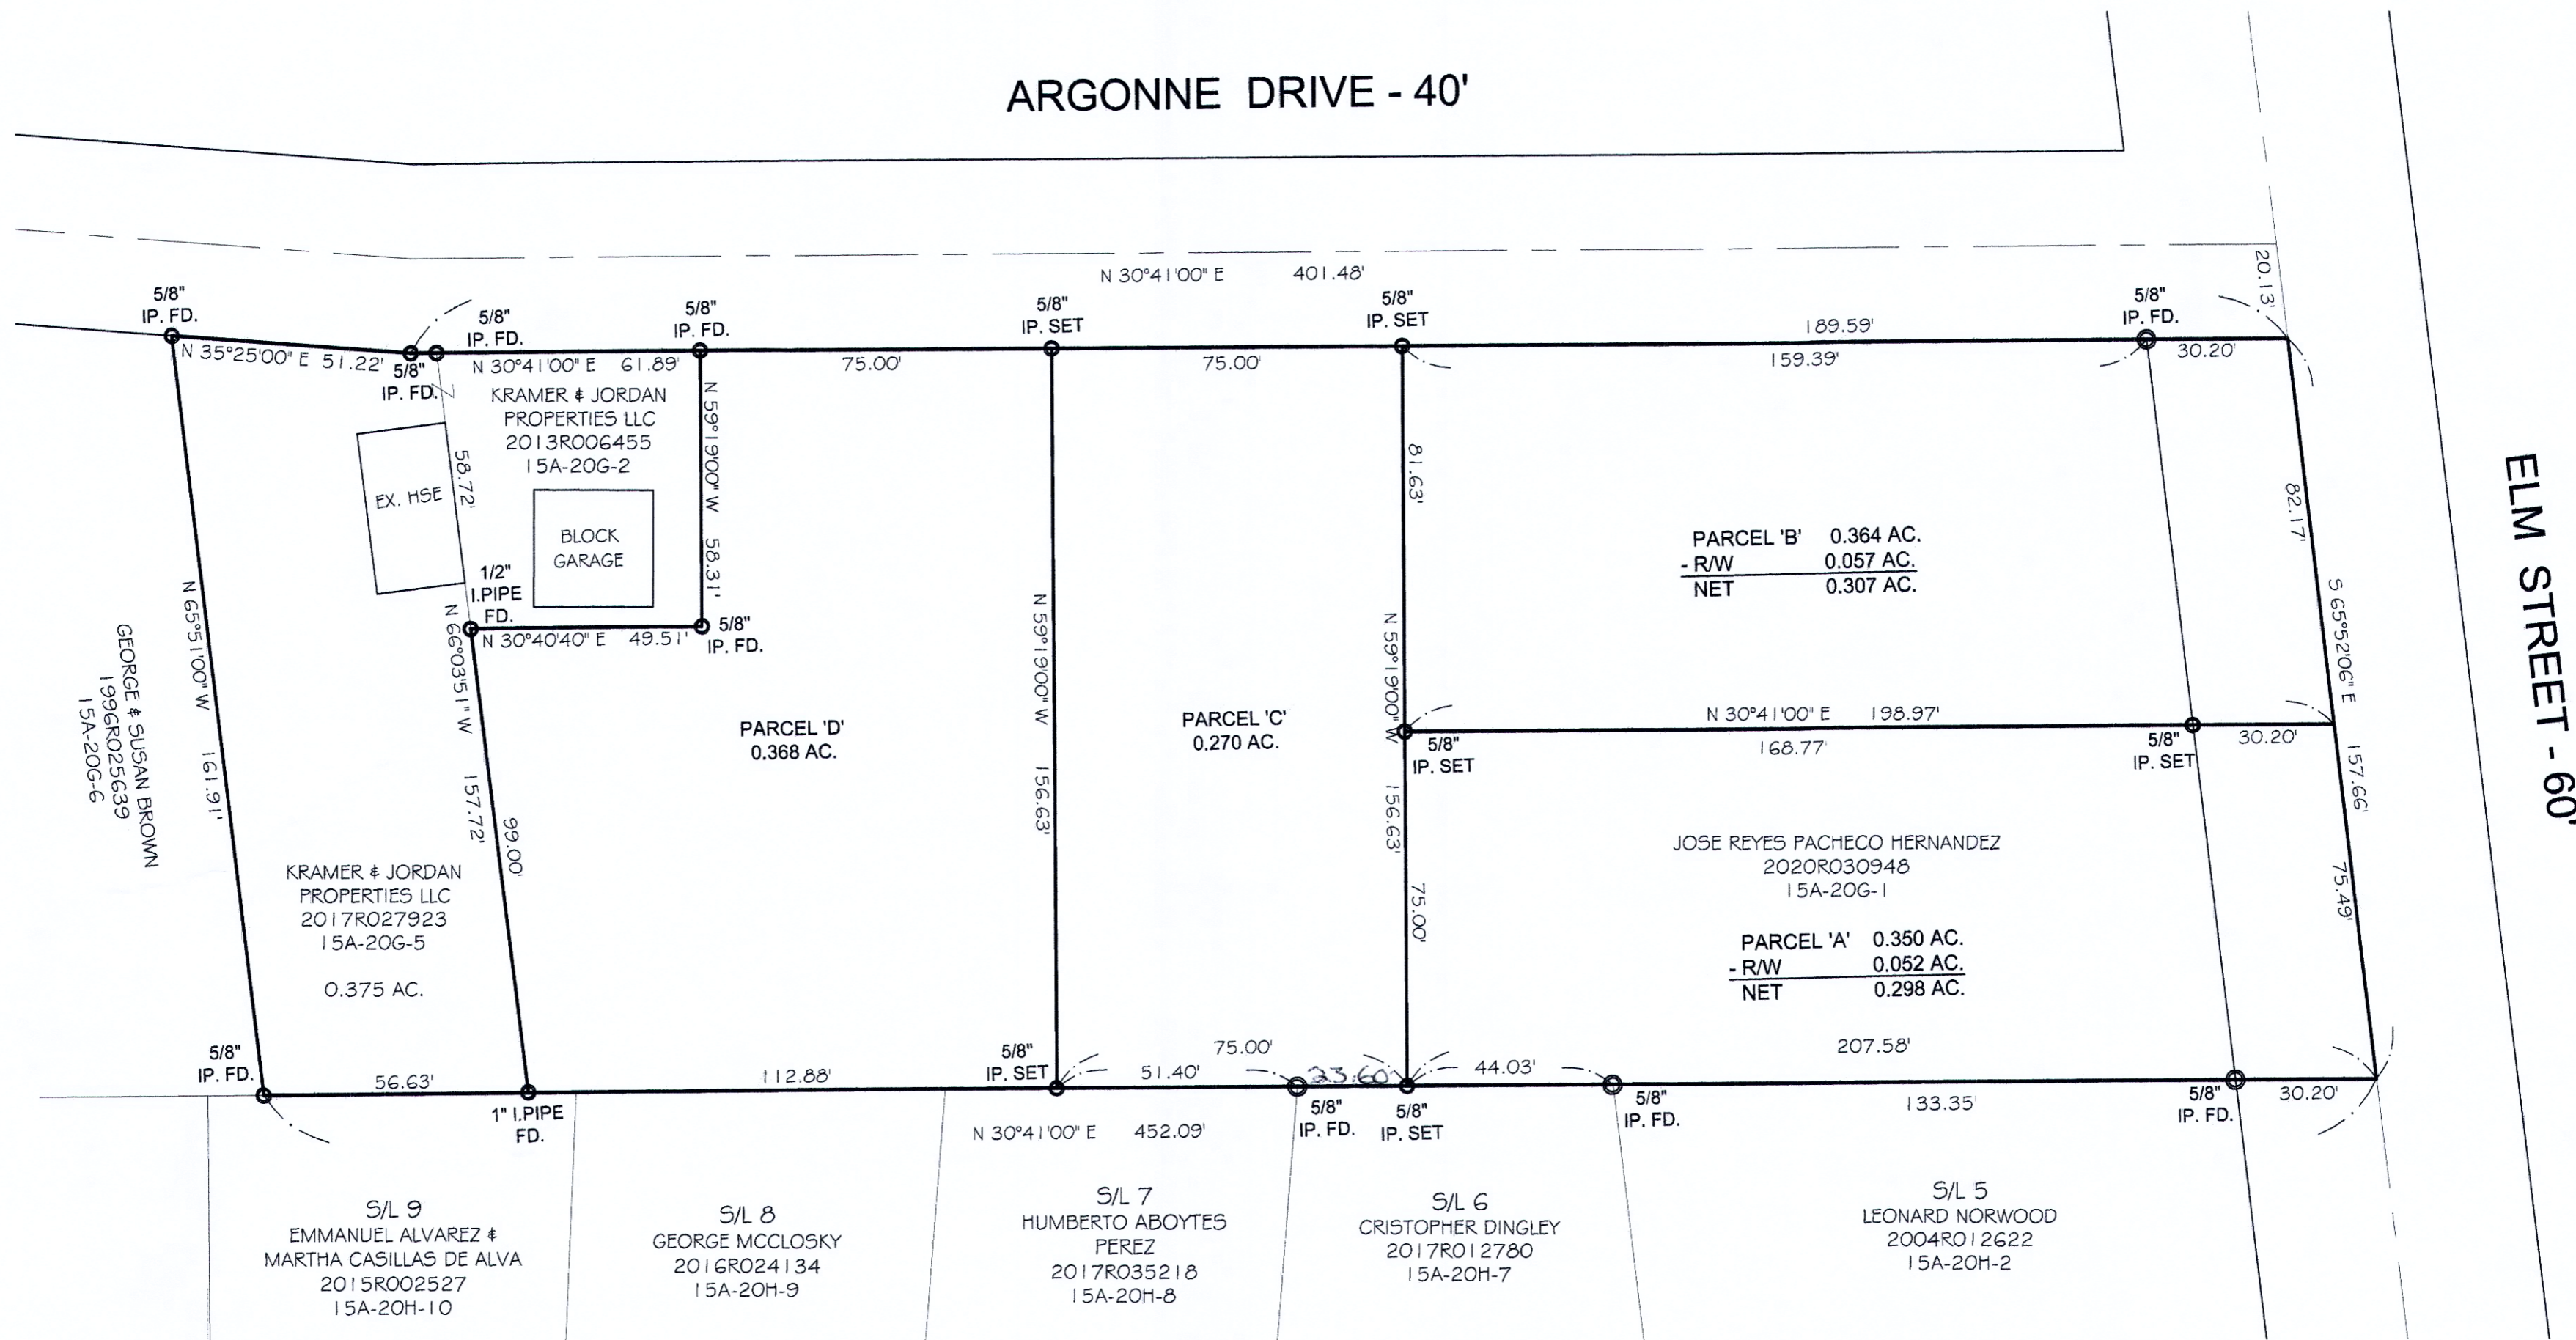 ARGONNE DRIVE - 40'
N 30°41'00" E 401.48'
20.13'
5/8"
IP. FD.
5/8"
IP. FD.
5/8"
IP. FD.
5/8"
IP. SET
5/8"
IP. SET
5/8"
IP. FD.
189.59'
N 35°25'00" E 51.22'
5/8"
IP. FD.
N 30°41'00" E 61.89'
75.00'
75.00'
159.39'
30.20'
KRAMER & JORDAN
PROPERTIES LLC
2013R006455
15A-20G-2
N 59°19'00" W 58.31'
58.72'
EX. HSE
BLOCK
GARAGE
1/2"
I.PIPE
FD.
N 30°40'40" E 49.51'
5/8"
IP. FD.
81.63'
82.17'
PARCEL 'B' 0.364 AC.
- R/W 0.057 AC.
NET 0.307 AC.
ELM STREET - 60'
S 65°52'06" E 157.66'
GEORGE & SUSAN BROWN
1996R025639
15A-20G-6
N 65°51'00" W 161.91'
N 66°03'51" W 157.72'
99.00'
PARCEL 'D'
0.368 AC.
N 59°19'00" W 156.63'
PARCEL 'C'
0.270 AC.
N 59°19'00" W 156.63'
N 30°41'00" E 198.97'
5/8"
IP. SET
168.77'
5/8"
IP. SET
30.20'
JOSE REYES PACHECO HERNANDEZ
2020R030948
15A-20G-1
75.00'
75.49'
PARCEL 'A' 0.350 AC.
- R/W 0.052 AC.
NET 0.298 AC.
KRAMER & JORDAN
PROPERTIES LLC
2017R027923
15A-20G-5
0.375 AC.
5/8"
IP. FD.
56.63'
1" I.PIPE
FD.
112.88'
5/8"
IP. SET
75.00'
51.40'
23.60'
44.03'
207.58'
5/8"
IP. FD.
5/8"
IP. SET
5/8"
IP. FD.
133.35'
5/8"
IP. FD.
30.20'
N 30°41'00" E 452.09'
S/L 9
EMMANUEL ALVAREZ &
MARTHA CASILLAS DE ALVA
2015R002527
15A-20H-10
S/L 8
GEORGE MCCLOSKY
2016R024134
15A-20H-9
S/L 7
HUMBERTO ABOYTES
PEREZ
2017R035218
15A-20H-8
S/L 6
CRISTOPHER DINGLEY
2017R012780
15A-20H-7
S/L 5
LEONARD NORWOOD
2004R012622
15A-20H-2